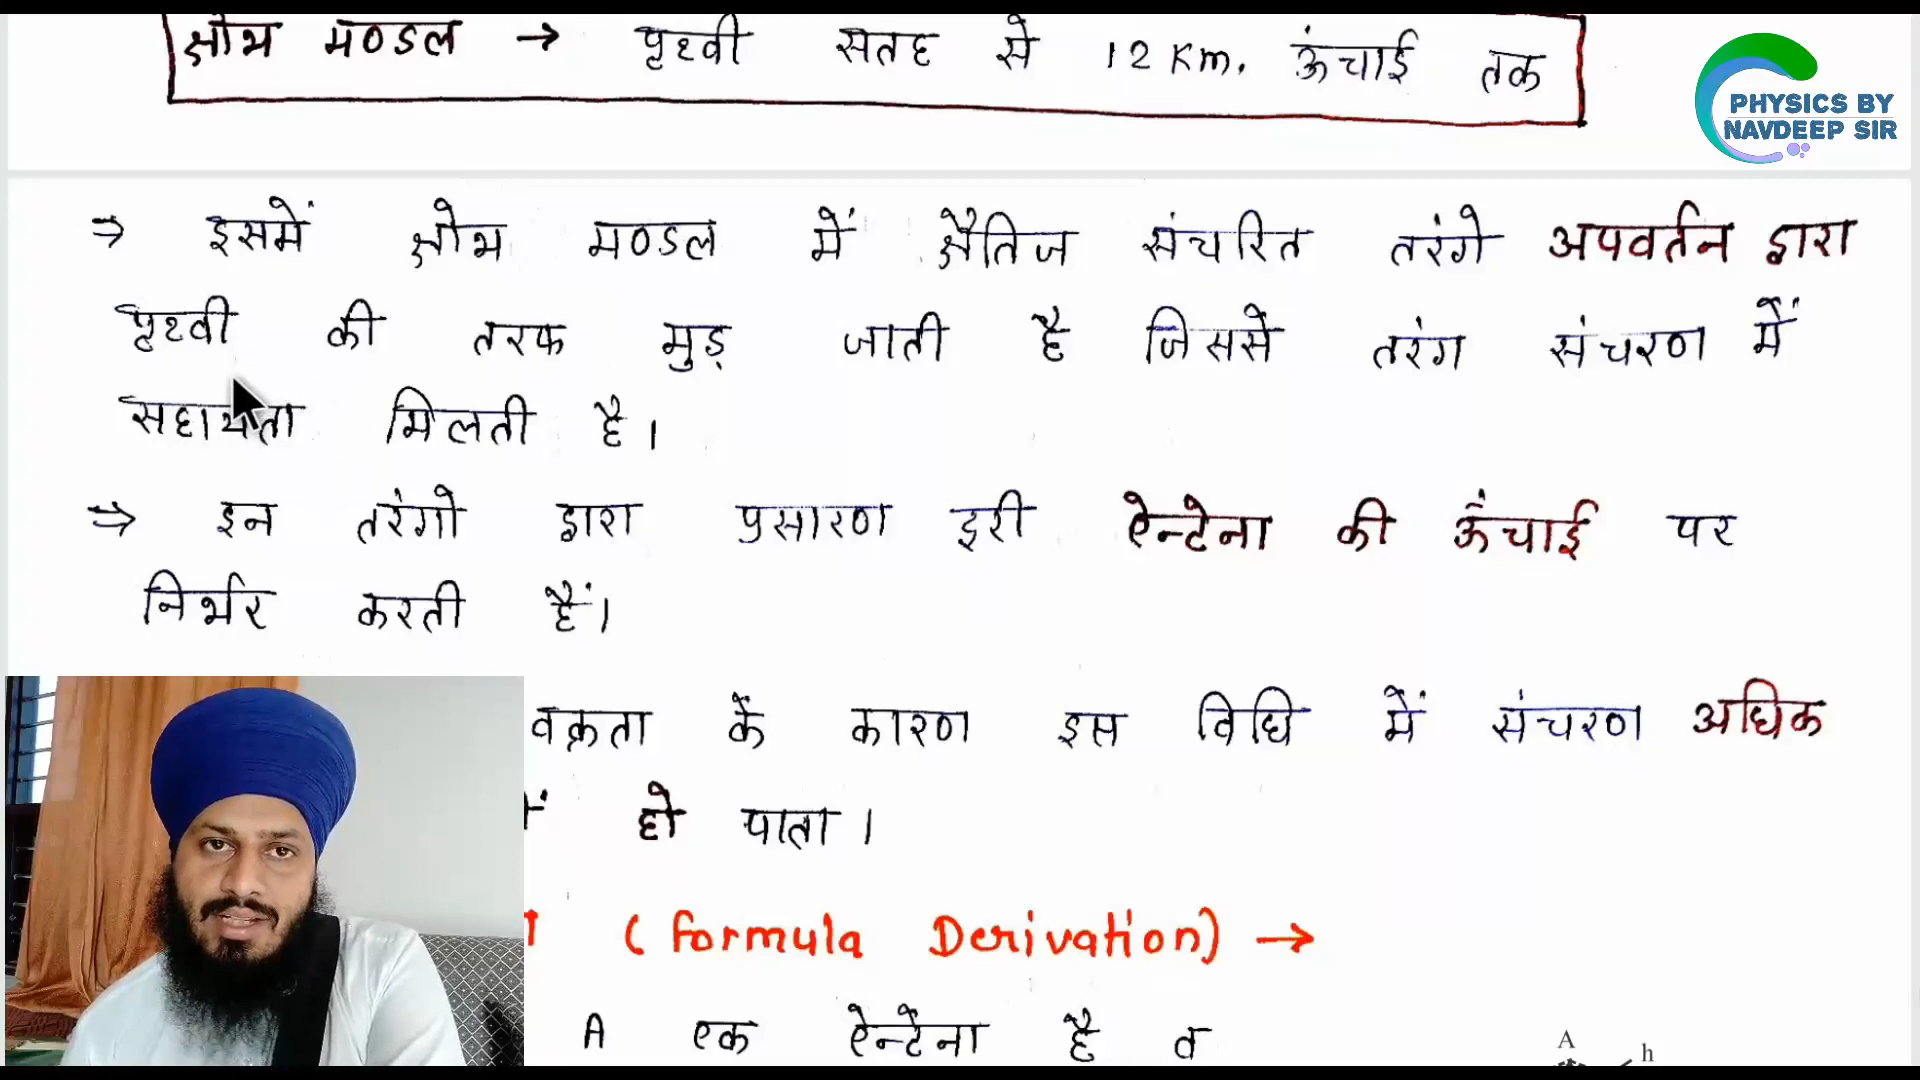 क्षोभ मण्डल → पृथ्वी सतह से 12 Km. ऊंचाई तक
PHYSICS BY
NAVDEEP SIR
⇒ इसमें क्षोभ मण्डल में क्षैतिज संचरित तरंगे अपवर्तन द्वारा
पृथ्वी की तरफ मुड़ जाती है जिससे तरंग संचरण में
सहायता मिलती है।
⇒ इन तरंगो द्वारा प्रसारण दूरी ऐन्टेना की ऊँचाई पर
निर्भर करती हैं।
वक्रता के कारण इस विधि में संचरण अधिक
हो पाता।
(Formula Derivation) →
A एक ऐन्टेना है व
A
h